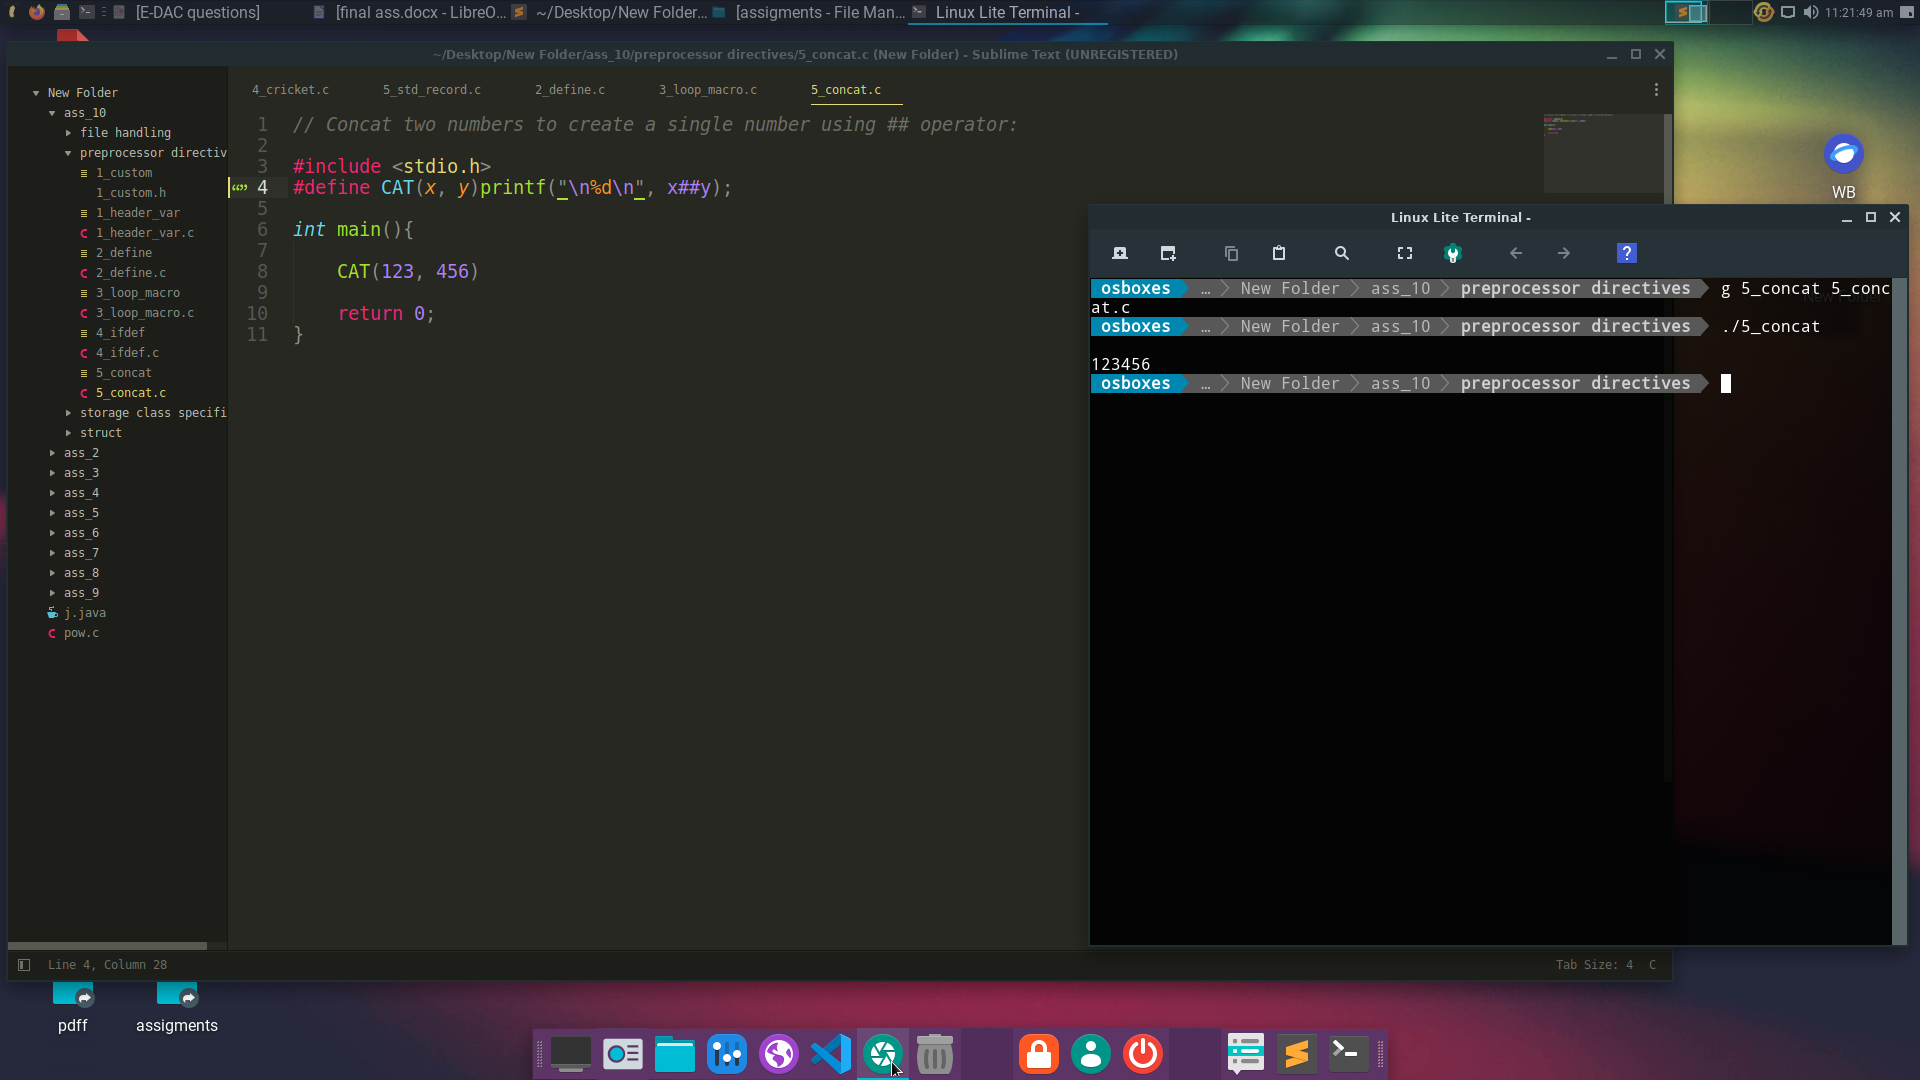 [E-DAC questions]
[final ass.docx - LibreO...
~/Desktop/New Folder...
[assigments - File Man...
Linux Lite Terminal -
11:21:49 am
~/Desktop/New Folder/ass_10/preprocessor directives/5_concat.c (New Folder) - Sublime Text (UNREGISTERED)
New Folder
ass_10
file handling
preprocessor directiv
1_custom
1_custom.h
1_header_var
1_header_var.c
2_define
2_define.c
3_loop_macro
3_loop_macro.c
4_ifdef
4_ifdef.c
5_concat
5_concat.c
storage class specifi
struct
ass_2
ass_3
ass_4
ass_5
ass_6
ass_7
ass_8
ass_9
j.java
pow.c
4_cricket.c
5_std_record.c
2_define.c
3_loop_macro.c
5_concat.c
1 // Concat two numbers to create a single number using ## operator:
2
3 #include <stdio.h>
4 #define CAT(x, y)printf("\n%d\n", x##y);
5
6 int main(){
7
8 CAT(123, 456)
9
10 return 0;
11 }
Line 4, Column 28
Tab Size: 4
C
WB
Linux Lite Terminal -
?
osboxes … New Folder ass_10 preprocessor directives g 5_concat 5_conc
at.c
osboxes … New Folder ass_10 preprocessor directives ./5_concat
123456
osboxes … New Folder ass_10 preprocessor directives
New Folder
pdff
assigments